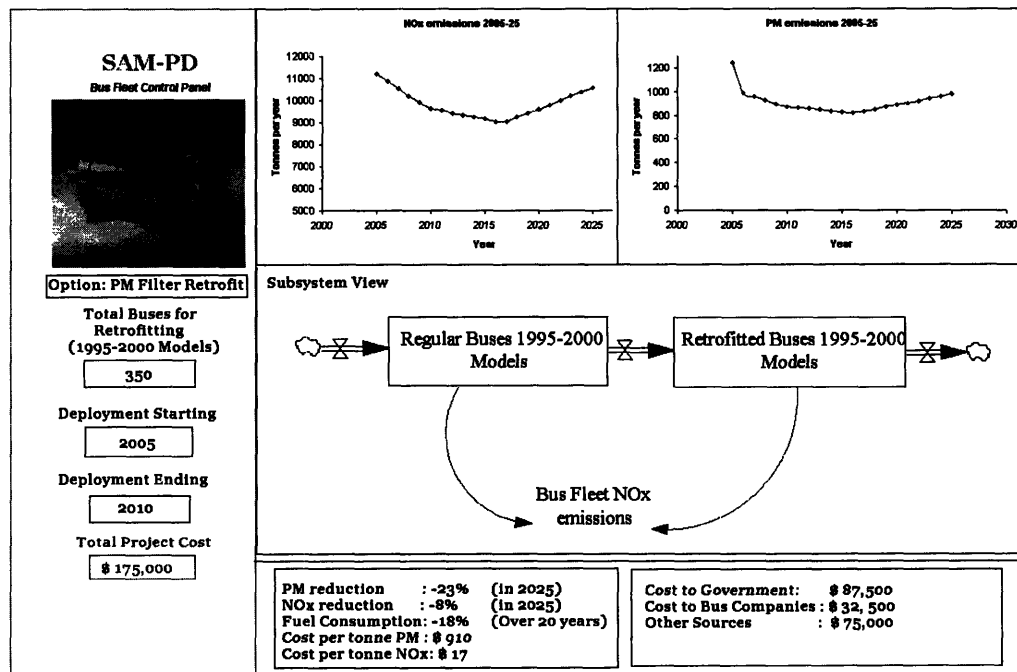 SAM-PD
Bus Fleet Control Panel
Option: PM Filter Retrofit
Total Buses for
Retrofitting
(1995-2000 Models)
350
Deployment Starting
2005
Deployment Ending
2010
Total Project Cost
$ 175,000
NOx emissions 2005-25
Tonnes per year
12000
11000
10000
9000
8000
7000
6000
5000
2000 2005 2010 2015 2020 2025
Year
PM emissions 2005-25
Tonnes per year
1200
1000
800
600
400
200
0
2000 2005 2010 2015 2020 2025 2030
Year
Subsystem View
Regular Buses 1995-2000
Models
Retrofitted Buses 1995-2000
Models
Bus Fleet NOx
emissions
PM reduction : -23% (in 2025)
NOx reduction : -8% (in 2025)
Fuel Consumption: -18% (Over 20 years)
Cost per tonne PM : $ 910
Cost per tonne NOx: $ 17
Cost to Government: $ 87,500
Cost to Bus Companies : $ 32, 500
Other Sources : $ 75,000